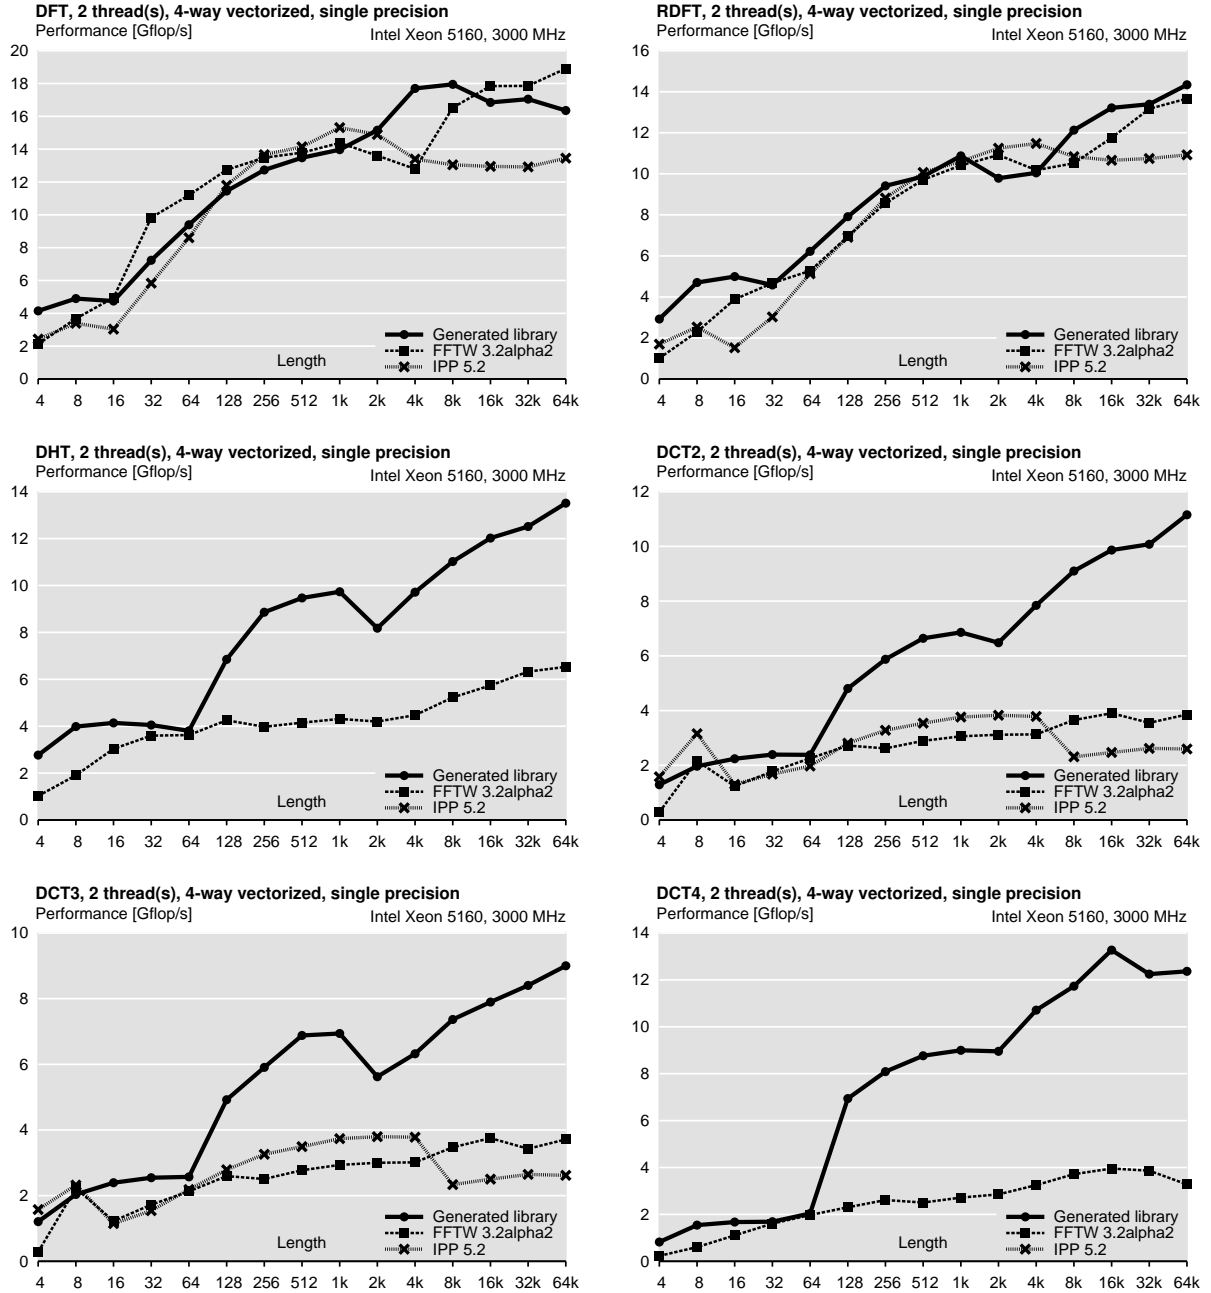 DFT, 2 thread(s), 4-way vectorized, single precision
Performance [Gflop/s] Intel Xeon 5160, 3000 MHz
20
18
16
14
12
10
8
6
4
2
0
Generated library
FFTW 3.2alpha2
IPP 5.2
Length
4 8 16 32 64 128 256 512 1k 2k 4k 8k 16k 32k 64k
RDFT, 2 thread(s), 4-way vectorized, single precision
Performance [Gflop/s] Intel Xeon 5160, 3000 MHz
16
14
12
10
8
6
4
2
0
Generated library
FFTW 3.2alpha2
IPP 5.2
Length
4 8 16 32 64 128 256 512 1k 2k 4k 8k 16k 32k 64k
DHT, 2 thread(s), 4-way vectorized, single precision
Performance [Gflop/s] Intel Xeon 5160, 3000 MHz
14
12
10
8
6
4
2
0
Generated library
FFTW 3.2alpha2
IPP 5.2
Length
4 8 16 32 64 128 256 512 1k 2k 4k 8k 16k 32k 64k
DCT2, 2 thread(s), 4-way vectorized, single precision
Performance [Gflop/s] Intel Xeon 5160, 3000 MHz
12
10
8
6
4
2
0
Generated library
FFTW 3.2alpha2
IPP 5.2
Length
4 8 16 32 64 128 256 512 1k 2k 4k 8k 16k 32k 64k
DCT3, 2 thread(s), 4-way vectorized, single precision
Performance [Gflop/s] Intel Xeon 5160, 3000 MHz
10
8
6
4
2
0
Generated library
FFTW 3.2alpha2
IPP 5.2
Length
4 8 16 32 64 128 256 512 1k 2k 4k 8k 16k 32k 64k
DCT4, 2 thread(s), 4-way vectorized, single precision
Performance [Gflop/s] Intel Xeon 5160, 3000 MHz
14
12
10
8
6
4
2
0
Generated library
FFTW 3.2alpha2
IPP 5.2
Length
4 8 16 32 64 128 256 512 1k 2k 4k 8k 16k 32k 64k